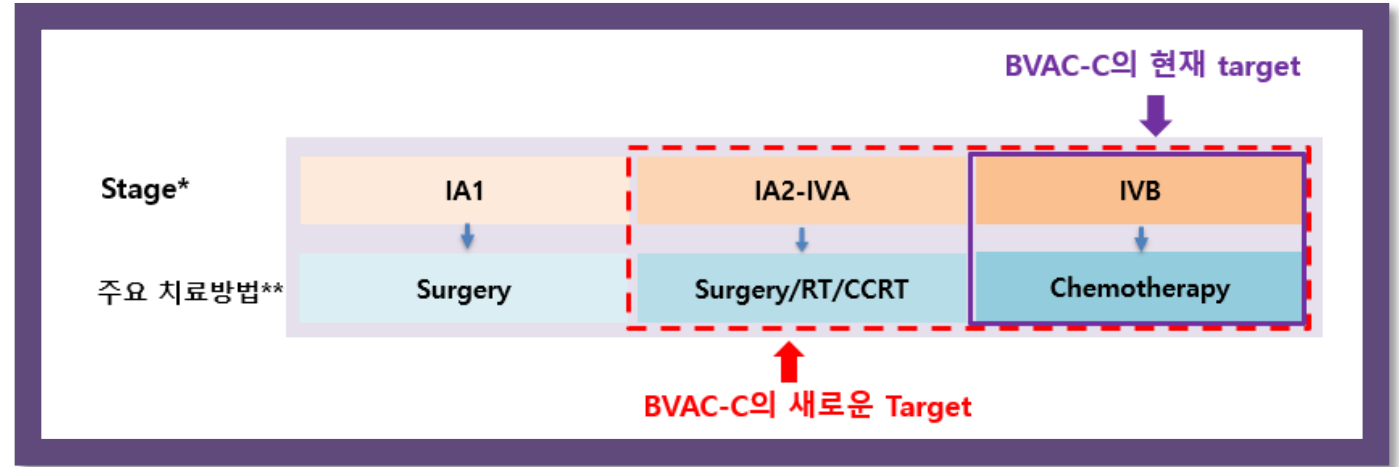 BVAC-C의 현재 target
Stage* IA1 IA2-IVA IVB
주요 치료방법** Surgery Surgery/RT/CCRT Chemotherapy
BVAC-C의 새로운 Target